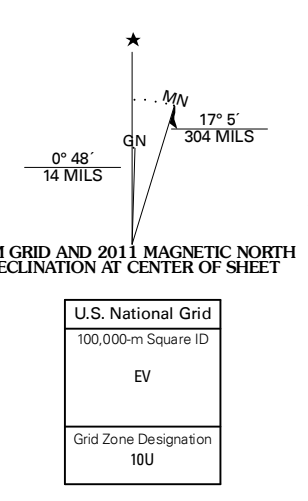 MN
GN
17° 5´
304 MILS
0° 48´
14 MILS
M GRID AND 2011 MAGNETIC NORTH
ECLINATION AT CENTER OF SHEET
U.S. National Grid
100,000-m Square ID
EV
Grid Zone Designation
10U